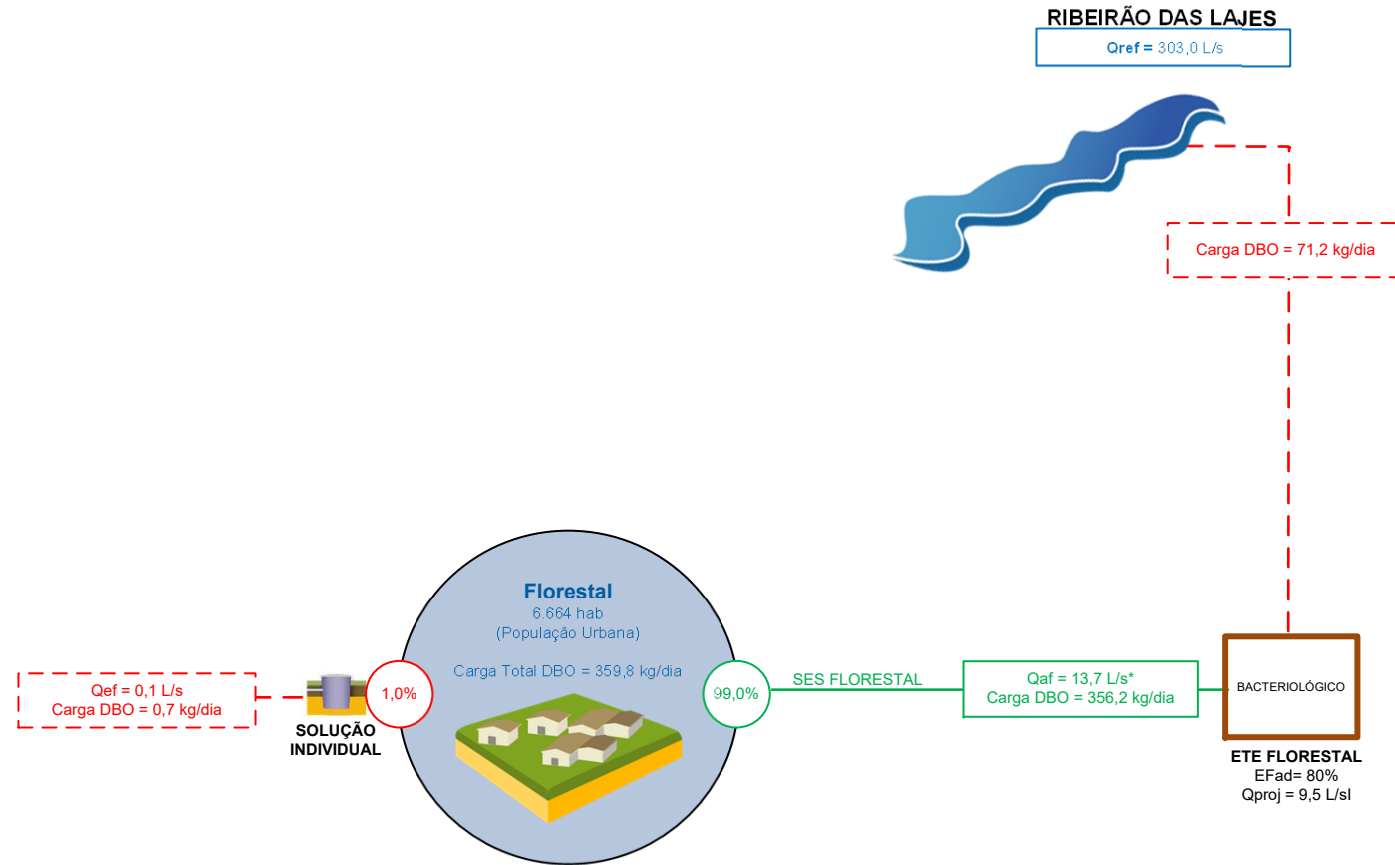 RIBEIRÃO DAS LAJES
Qref = 303,0 L/s
Carga DBO = 71,2 kg/dia
Florestal
6.664 hab
(População Urbana)
Carga Total DBO = 359,8 kg/dia
Qef = 0,1 L/s
Carga DBO = 0,7 kg/dia
SOLUÇÃO
INDIVIDUAL
1,0%
99,0%
SES FLORESTAL
Qaf = 13,7 L/s*
Carga DBO = 356,2 kg/dia
BACTERIOLÓGICO
ETE FLORESTAL
EFad= 80%
Qproj = 9,5 L/sl